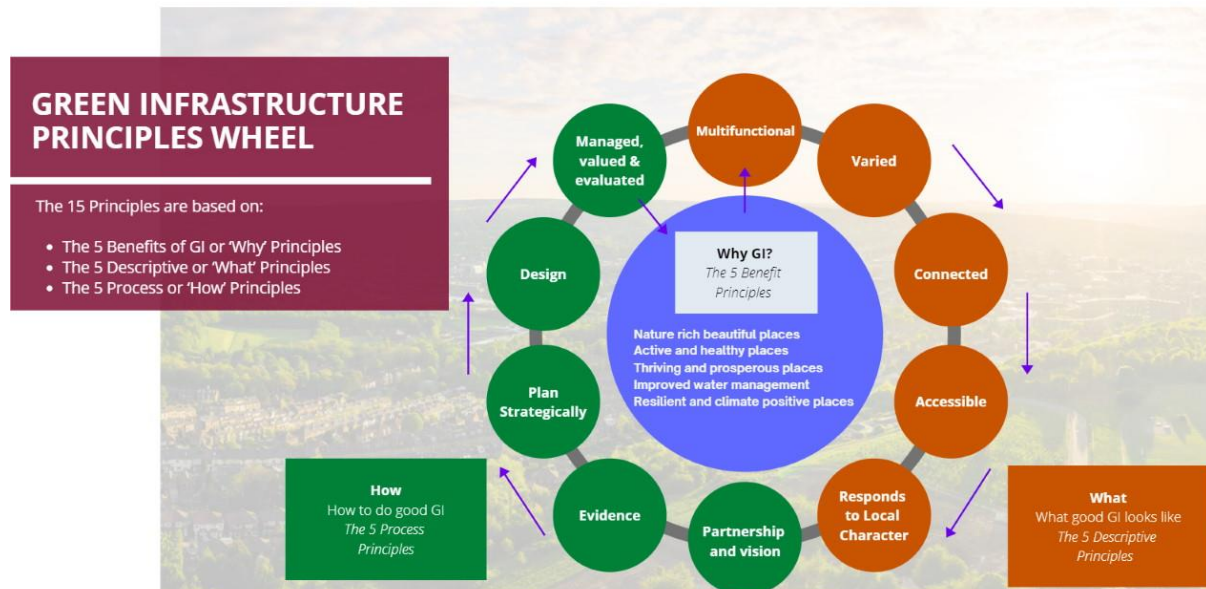 GREEN INFRASTRUCTURE
PRINCIPLES WHEEL
The 15 Principles are based on:
• The 5 Benefits of GI or ‘Why’ Principles
• The 5 Descriptive or ‘What’ Principles
• The 5 Process or ‘How’ Principles
Why GI?
The 5 Benefit
Principles
Nature rich beautiful places
Active and healthy places
Thriving and prosperous places
Improved water management
Resilient and climate positive places
Multifunctional
Varied
Connected
Accessible
Responds
to Local
Character
Partnership
and vision
Evidence
Plan
Strategically
Design
Managed,
valued &
evaluated
How
How to do good GI
The 5 Process
Principles
What
What good GI looks like
The 5 Descriptive
Principles